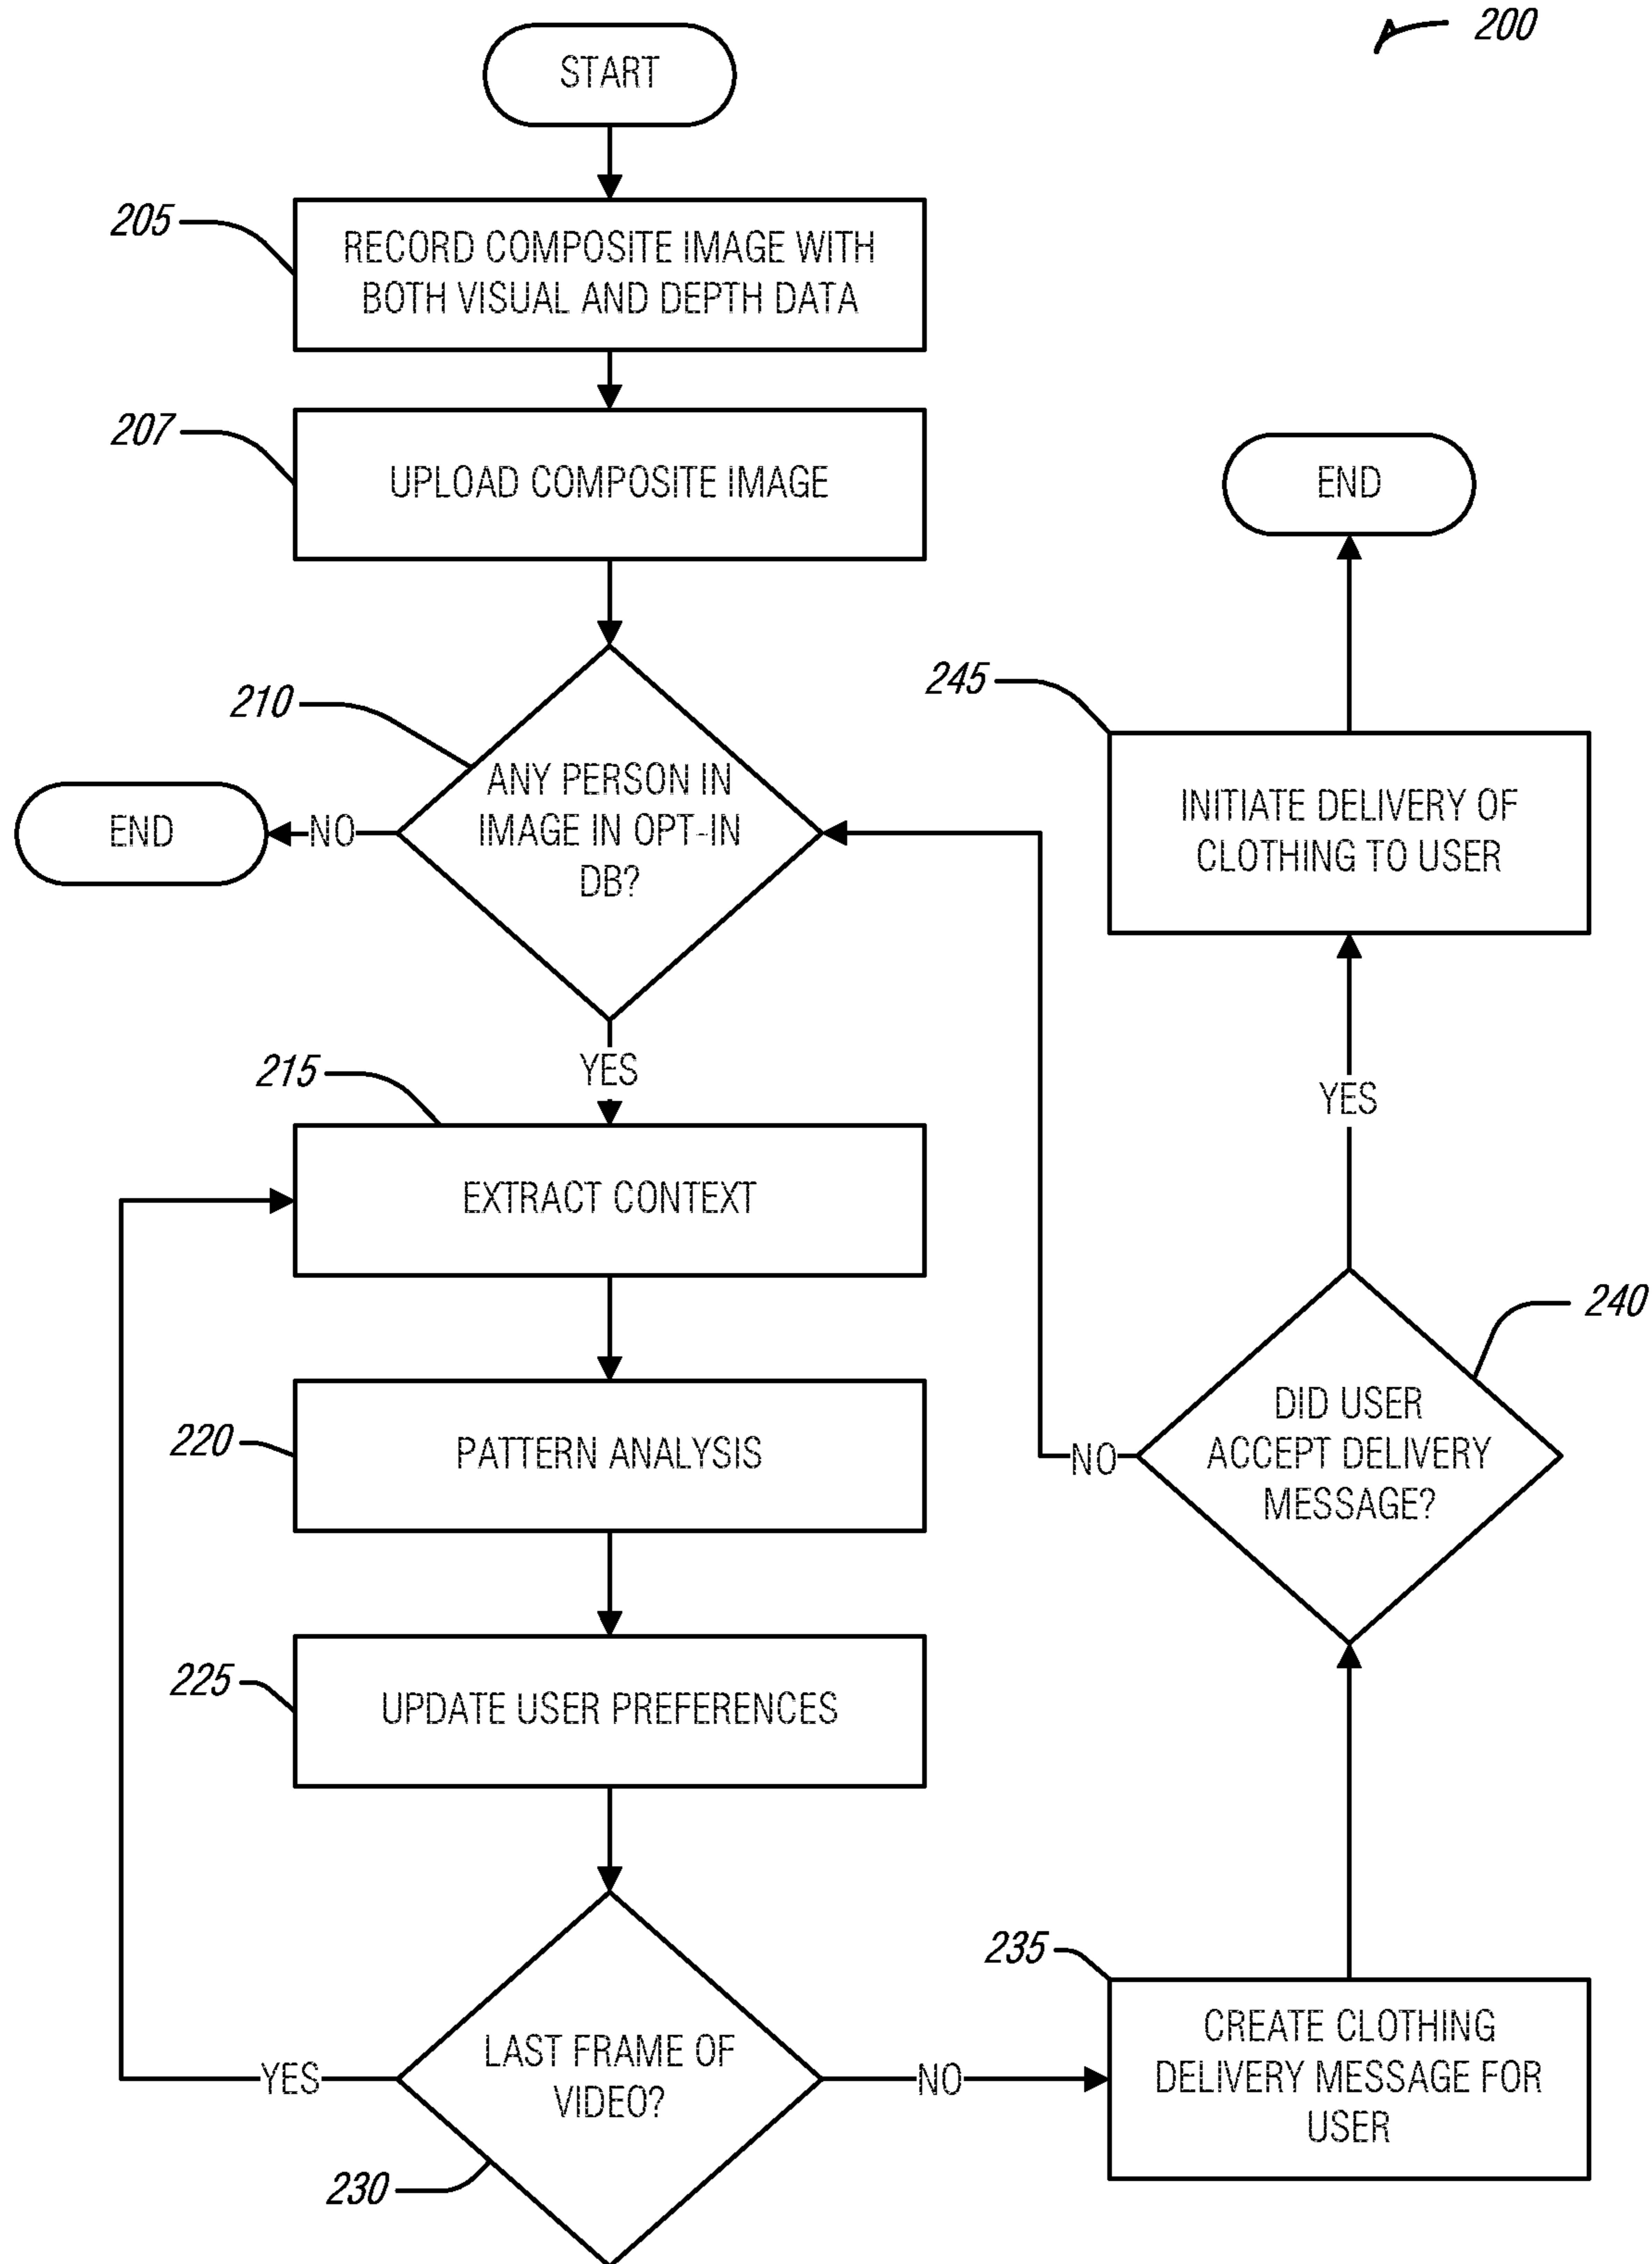 200
START
205
RECORD COMPOSITE IMAGE WITH
BOTH VISUAL AND DEPTH DATA
207
UPLOAD COMPOSITE IMAGE
END
210
ANY PERSON IN
IMAGE IN OPT-IN
DB?
NO
END
245
INITIATE DELIVERY OF
CLOTHING TO USER
YES
215
EXTRACT CONTEXT
YES
240
DID USER
ACCEPT DELIVERY
MESSAGE?
NO
220
PATTERN ANALYSIS
225
UPDATE USER PREFERENCES
LAST FRAME OF
VIDEO?
YES
NO
230
235
CREATE CLOTHING
DELIVERY MESSAGE FOR
USER